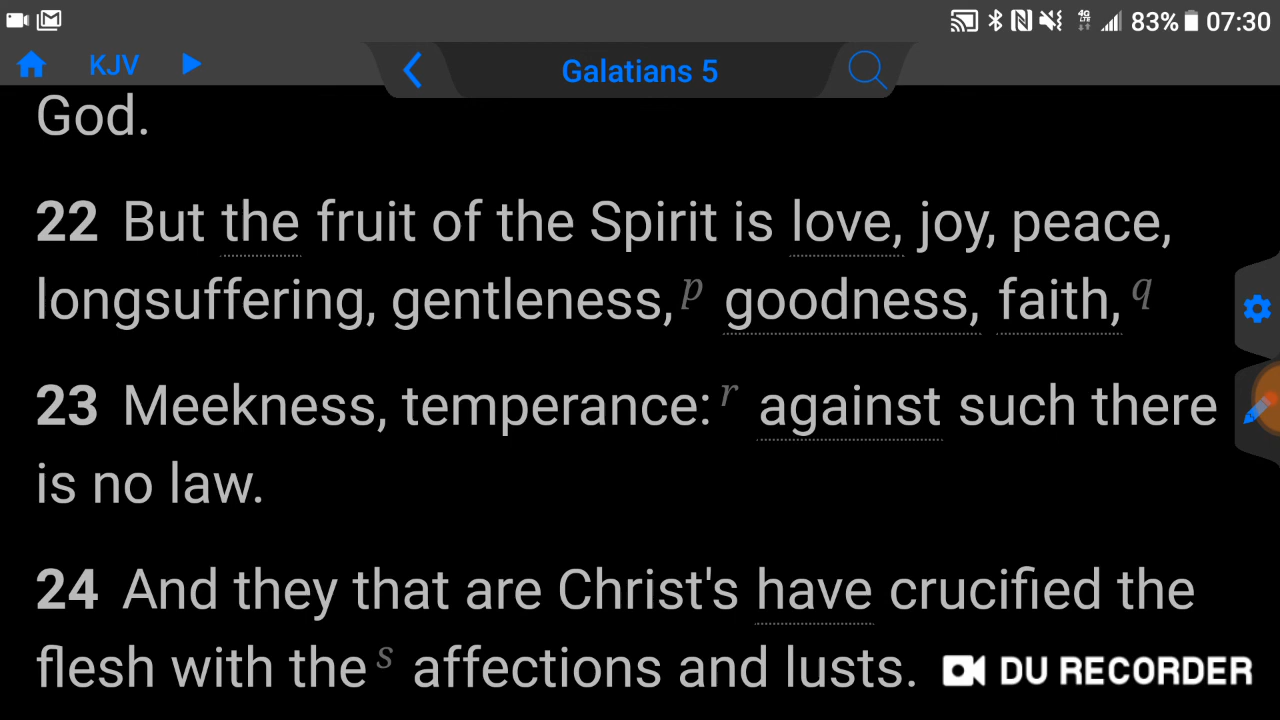 4G LTE 83% 07:30
KJV Galatians 5
God.
22 But the fruit of the Spirit is love, joy, peace,
longsuffering, gentleness, p goodness, faith, q
23 Meekness, temperance: r against such there
is no law.
24 And they that are Christ's have crucified the
flesh with the s affections and lusts.
DU RECORDER